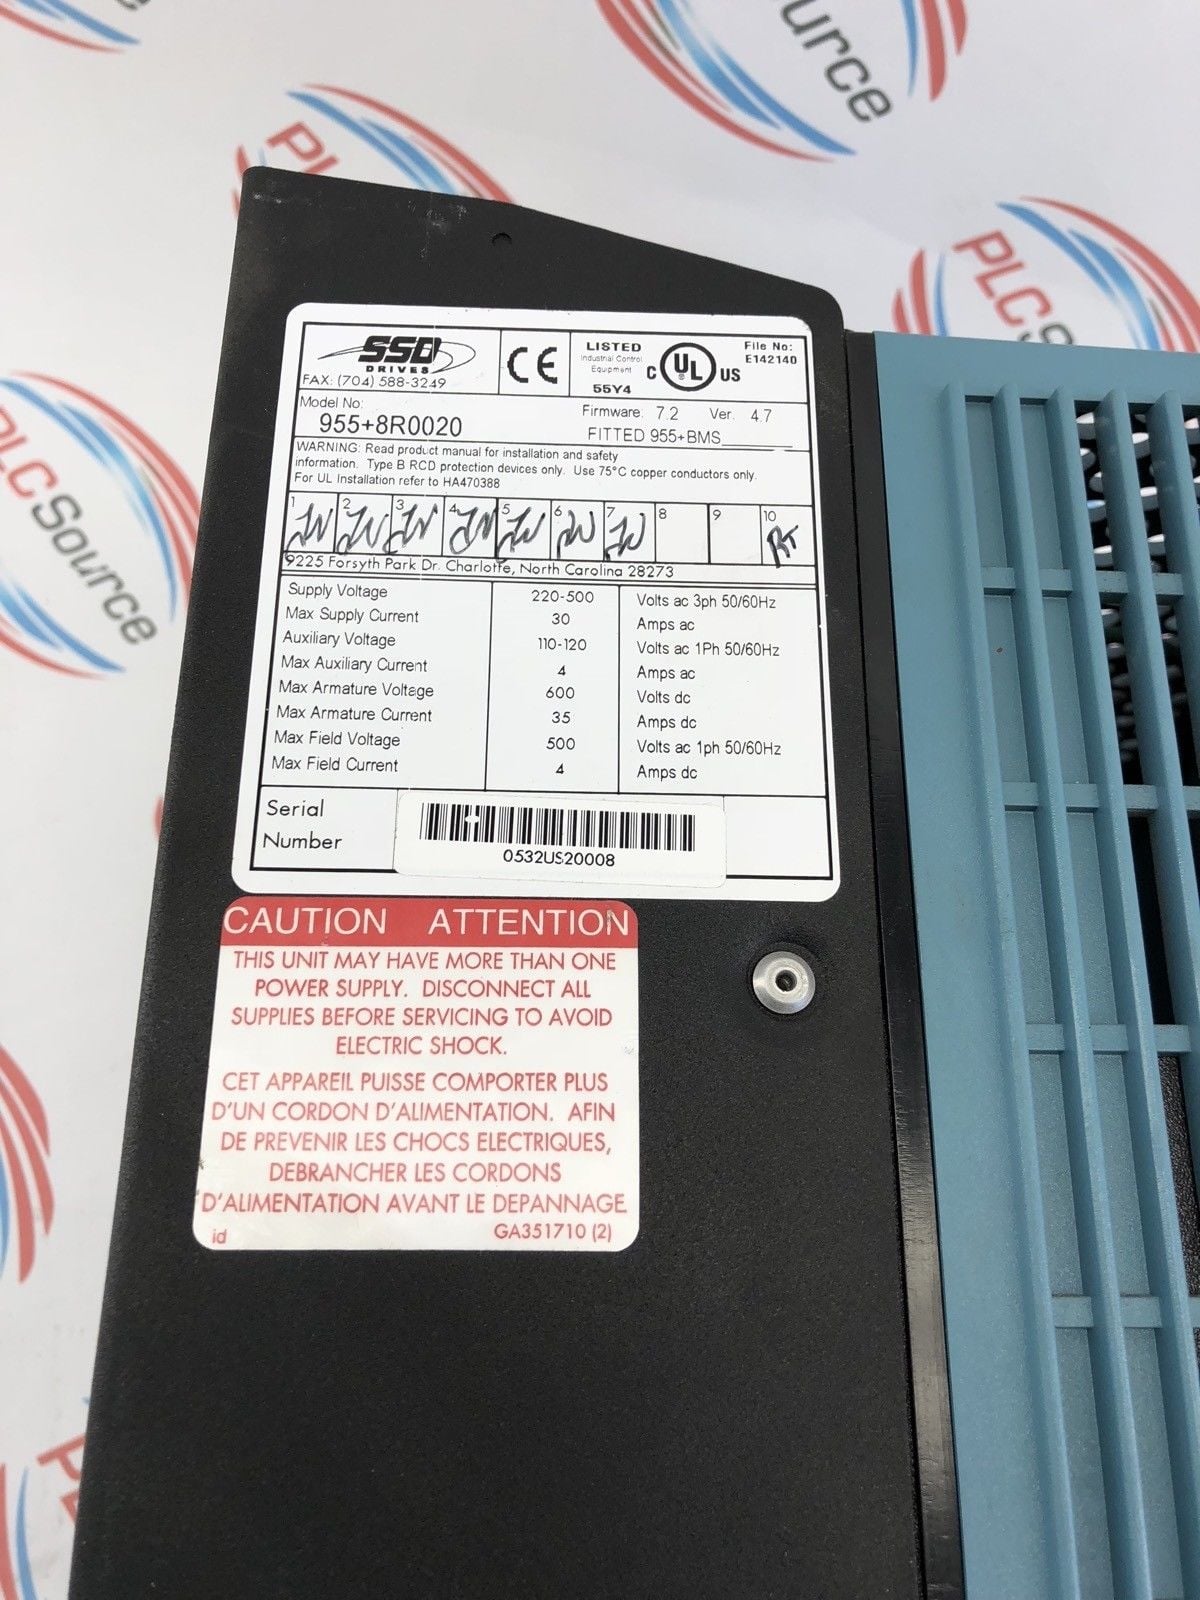 SSD
DRIVES
FAX: (704) 588-3249
CE
LISTED
Industrial Control
Equipment
55Y4
C UL US
File No:
E142140
Model No:
955+8R0020
Firmware: 7.2 Ver. 4.7
FITTED 955+BMS
WARNING: Read product manual for installation and safety
information. Type B RCD protection devices only. Use 75°C copper conductors only.
For UL Installation refer to HA470388
1 2 3 4 5 6 7 8 9 10
RT
9225 Forsyth Park Dr. Charlotte, North Carolina 28273
Supply Voltage 220-500 Volts ac 3ph 50/60Hz
Max Supply Current 30 Amps ac
Auxiliary Voltage 110-120 Volts ac 1Ph 50/60Hz
Max Auxiliary Current 4 Amps ac
Max Armature Voltage 600 Volts dc
Max Armature Current 35 Amps dc
Max Field Voltage 500 Volts ac 1ph 50/60Hz
Max Field Current 4 Amps dc
Serial
Number
0532US20008
CAUTION ATTENTION
THIS UNIT MAY HAVE MORE THAN ONE
POWER SUPPLY. DISCONNECT ALL
SUPPLIES BEFORE SERVICING TO AVOID
ELECTRIC SHOCK.
CET APPAREIL PUISSE COMPORTER PLUS
D'UN CORDON D'ALIMENTATION. AFIN
DE PREVENIR LES CHOCS ELECTRIQUES,
DEBRANCHER LES CORDONS
D'ALIMENTATION AVANT LE DEPANNAGE
id GA351710 (2)
PLCSource
PLCSource
PLCSource